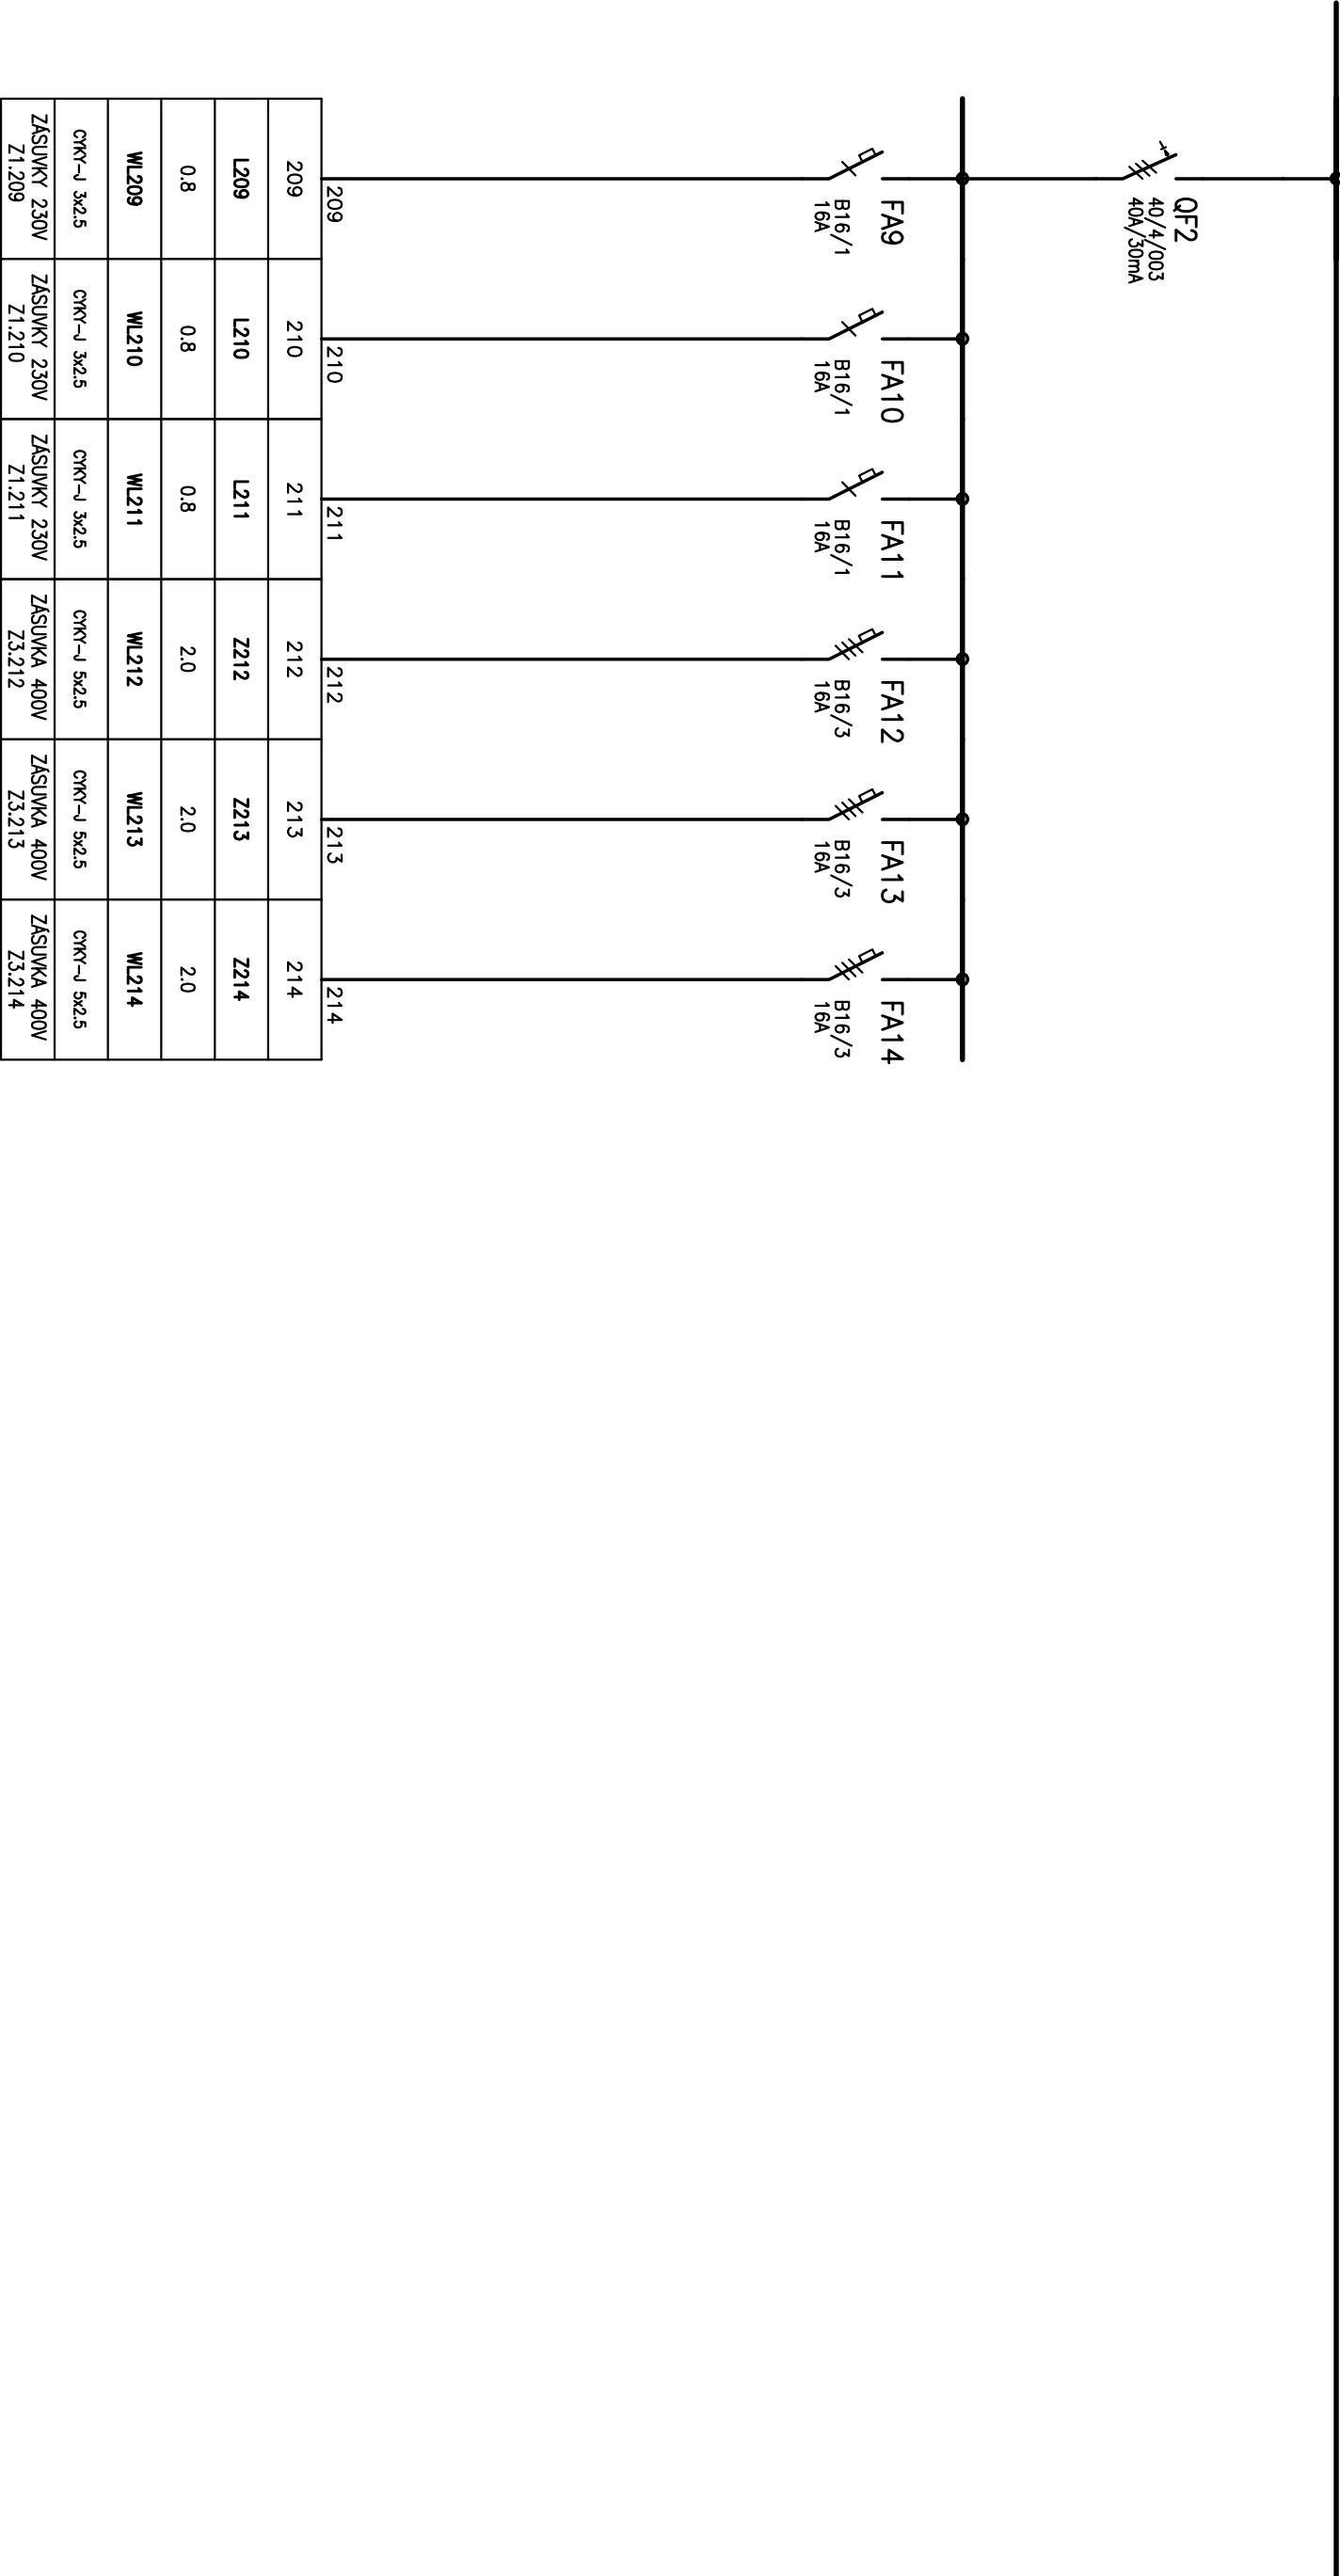 QF2
40/4/003
40A/30mA
FA9
B16/1
16A
FA10
B16/1
16A
FA11
B16/1
16A
FA12
B16/3
16A
FA13
B16/3
16A
FA14
B16/3
16A
209 210 211 212 213 214
209 210 211 212 213 214
L209 L210 L211 Z212 Z213 Z214
0.8 0.8 0.8 2.0 2.0 2.0
WL209 WL210 WL211 WL212 WL213 WL214
CYKY-J 3x2.5 CYKY-J 3x2.5 CYKY-J 3x2.5 CYKY-J 5x2.5 CYKY-J 5x2.5 CYKY-J 5x2.5
ZÁSUVKY 230V ZÁSUVKY 230V ZÁSUVKY 230V ZÁSUVKA 400V ZÁSUVKA 400V ZÁSUVKA 400V
Z1.209 Z1.210 Z1.211 Z3.212 Z3.213 Z3.214